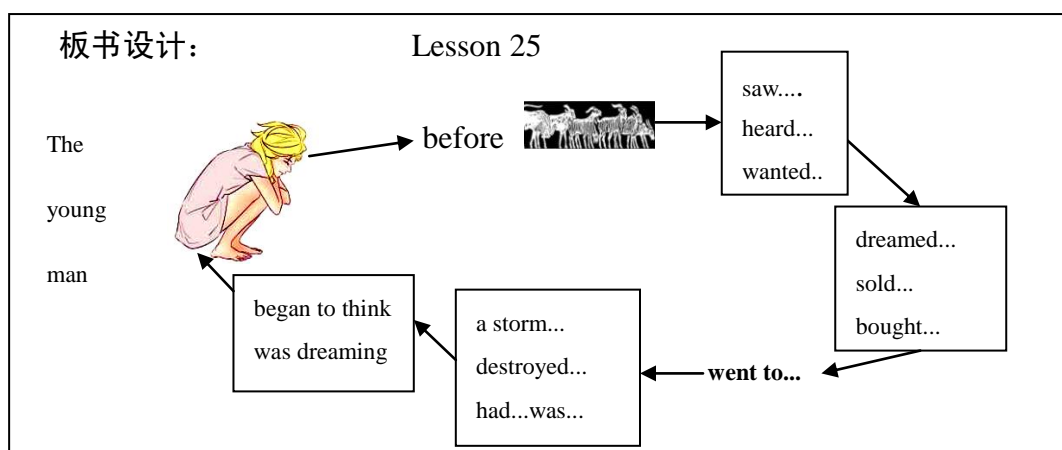 板书设计： Lesson 25
The
young
man
before
saw....
heard...
wanted..
dreamed...
sold...
bought...
went to...
a storm...
destroyed...
had...was...
began to think
was dreaming